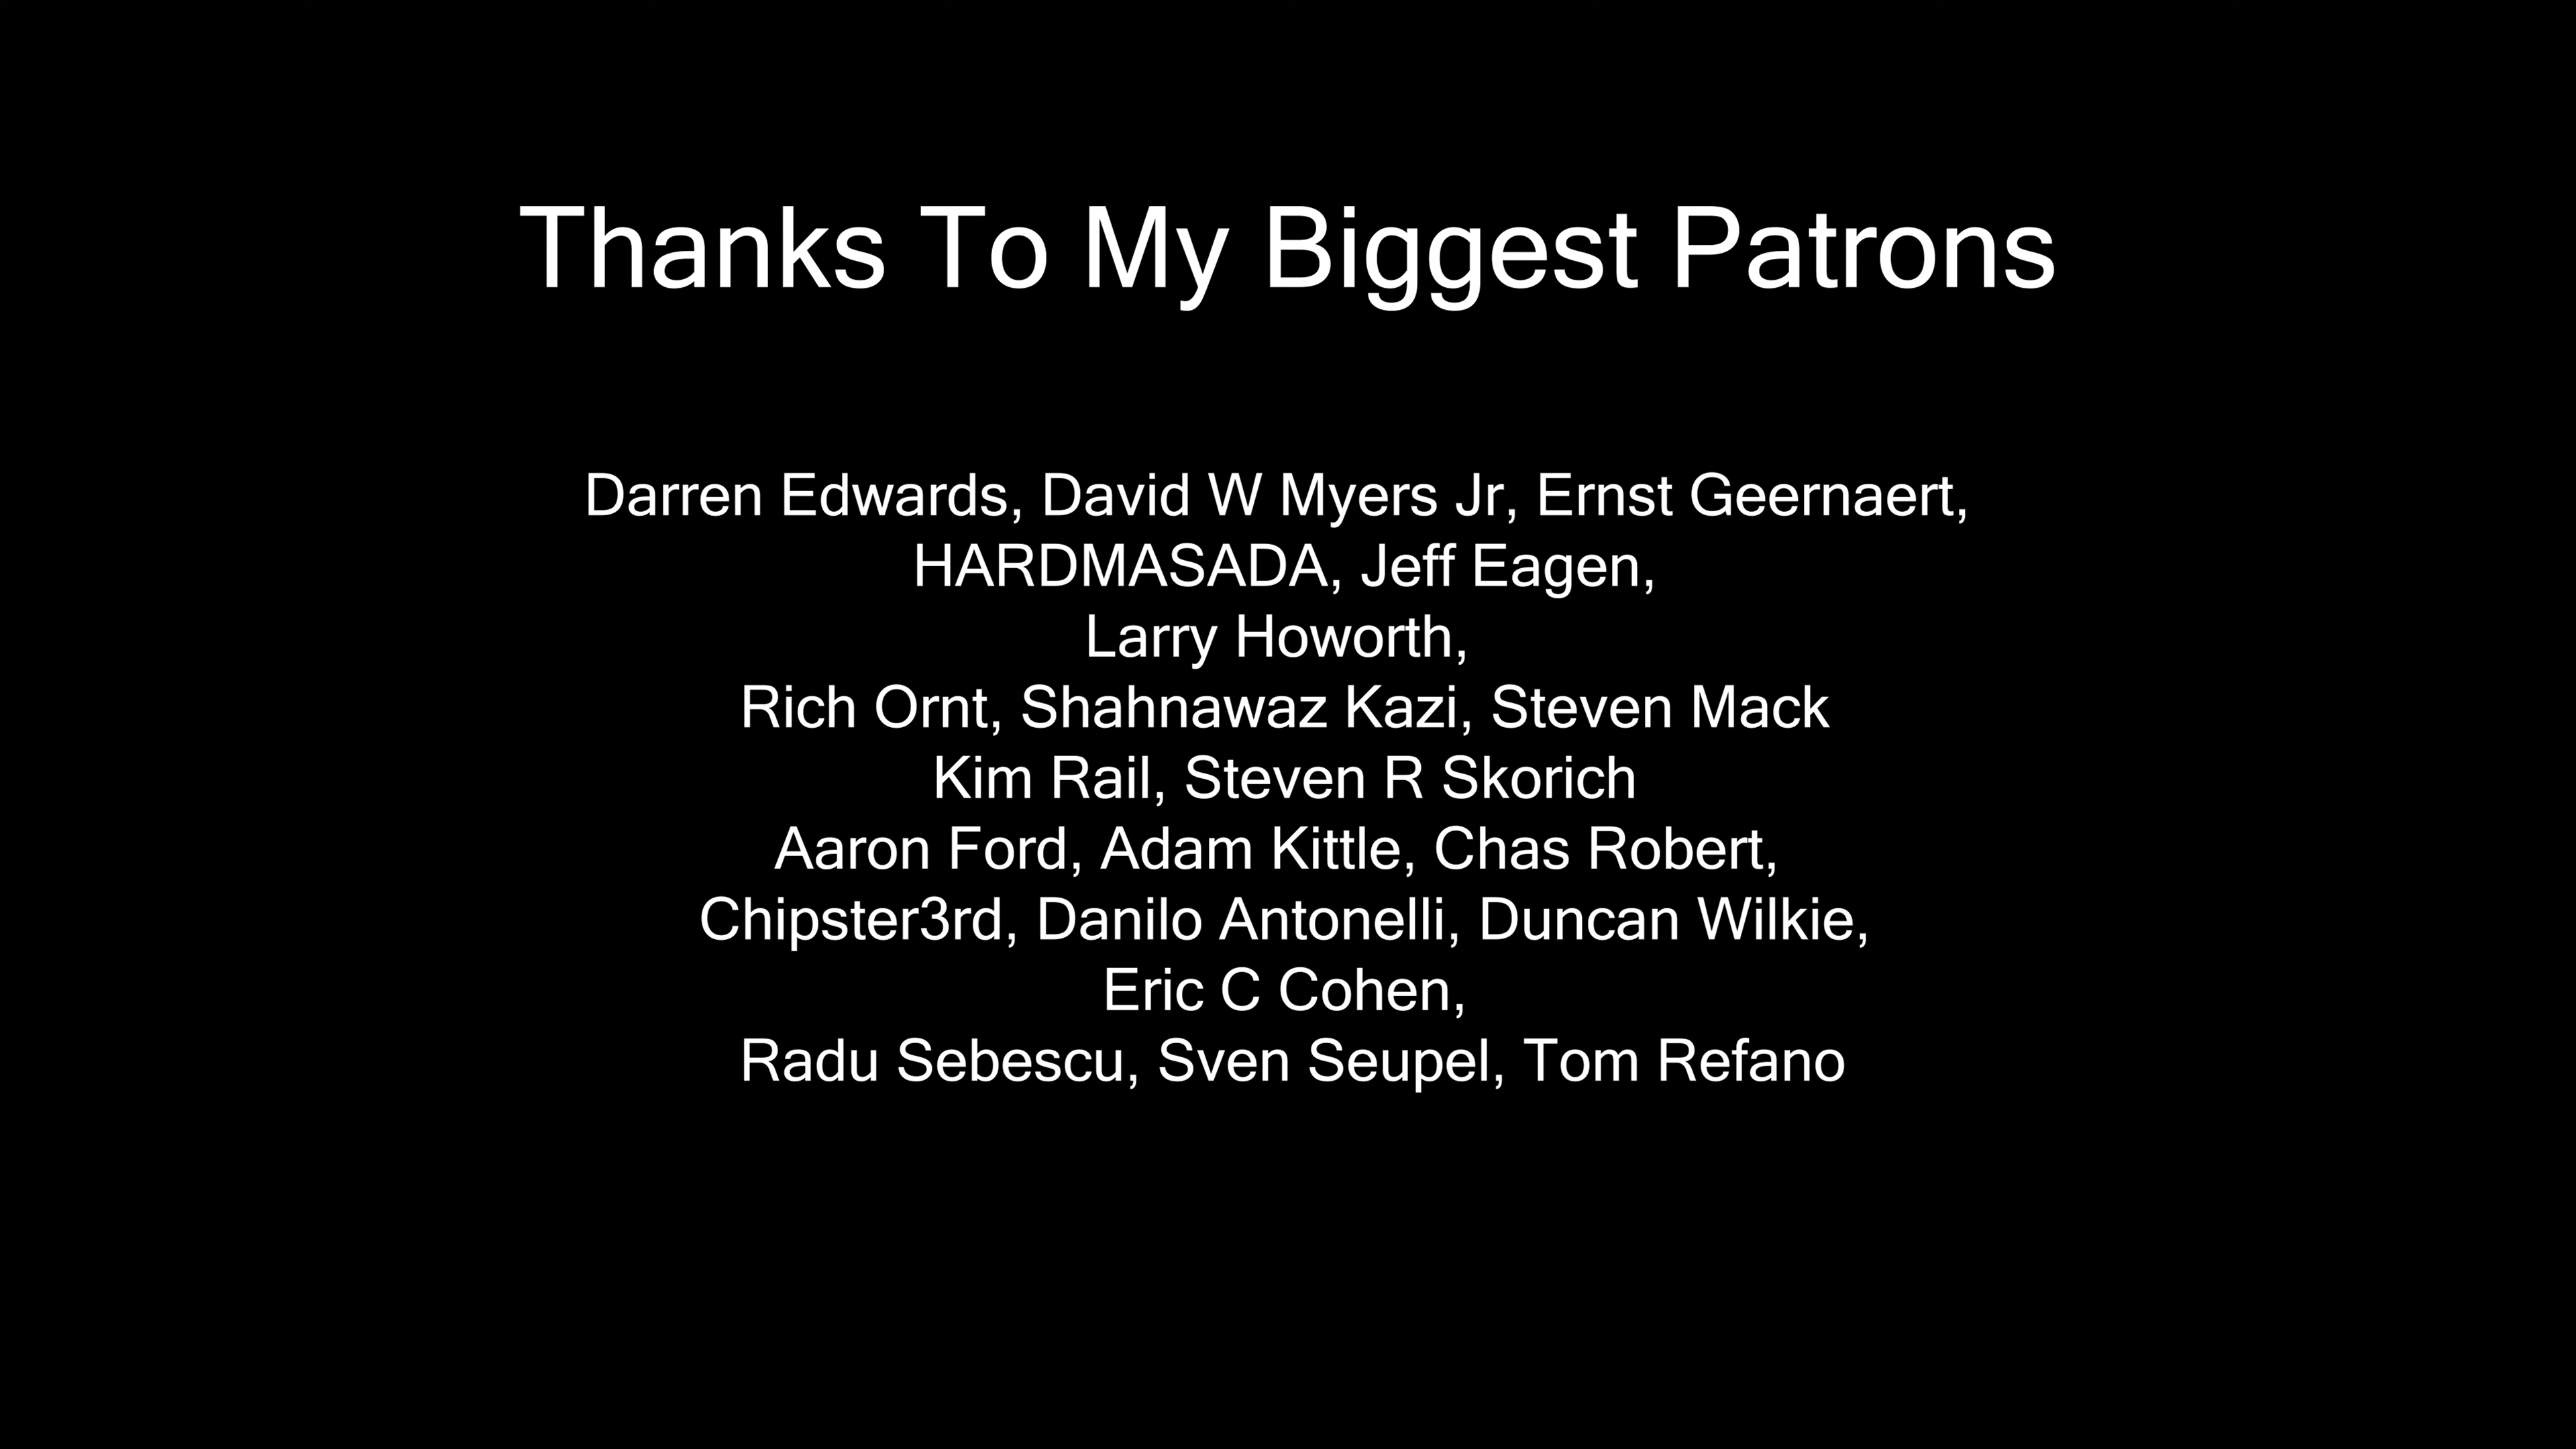 Thanks To My Biggest Patrons
Darren Edwards, David W Myers Jr, Ernst Geernaert,
HARDMASADA, Jeff Eagen,
Larry Howorth,
Rich Ornt, Shahnawaz Kazi, Steven Mack
Kim Rail, Steven R Skorich
Aaron Ford, Adam Kittle, Chas Robert,
Chipster3rd, Danilo Antonelli, Duncan Wilkie,
Eric C Cohen,
Radu Sebescu, Sven Seupel, Tom Refano